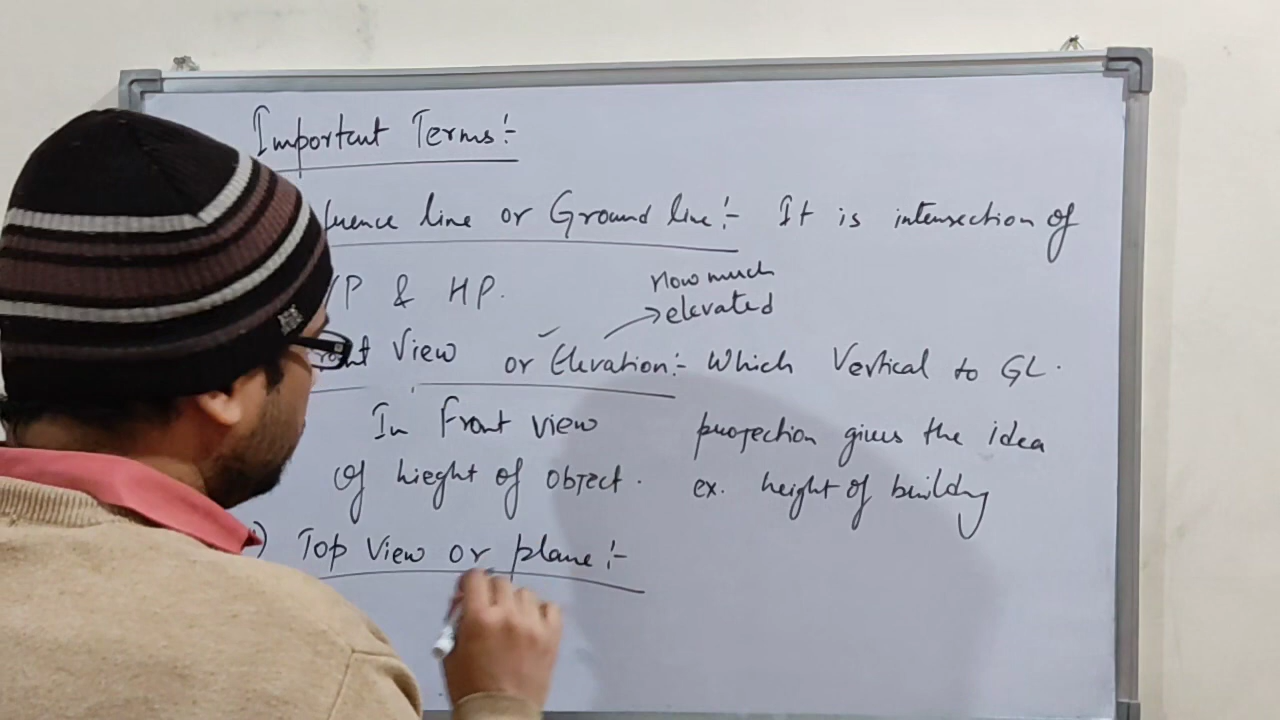 Important Terms:-
line or Ground line:- It is intersection of
VP & HP.
How much
→ elevated
View or Elevation:- Which Vertical to GL.
In Front view projection gives the idea
of hieght of object. ex. height of building
) Top View or plane:-